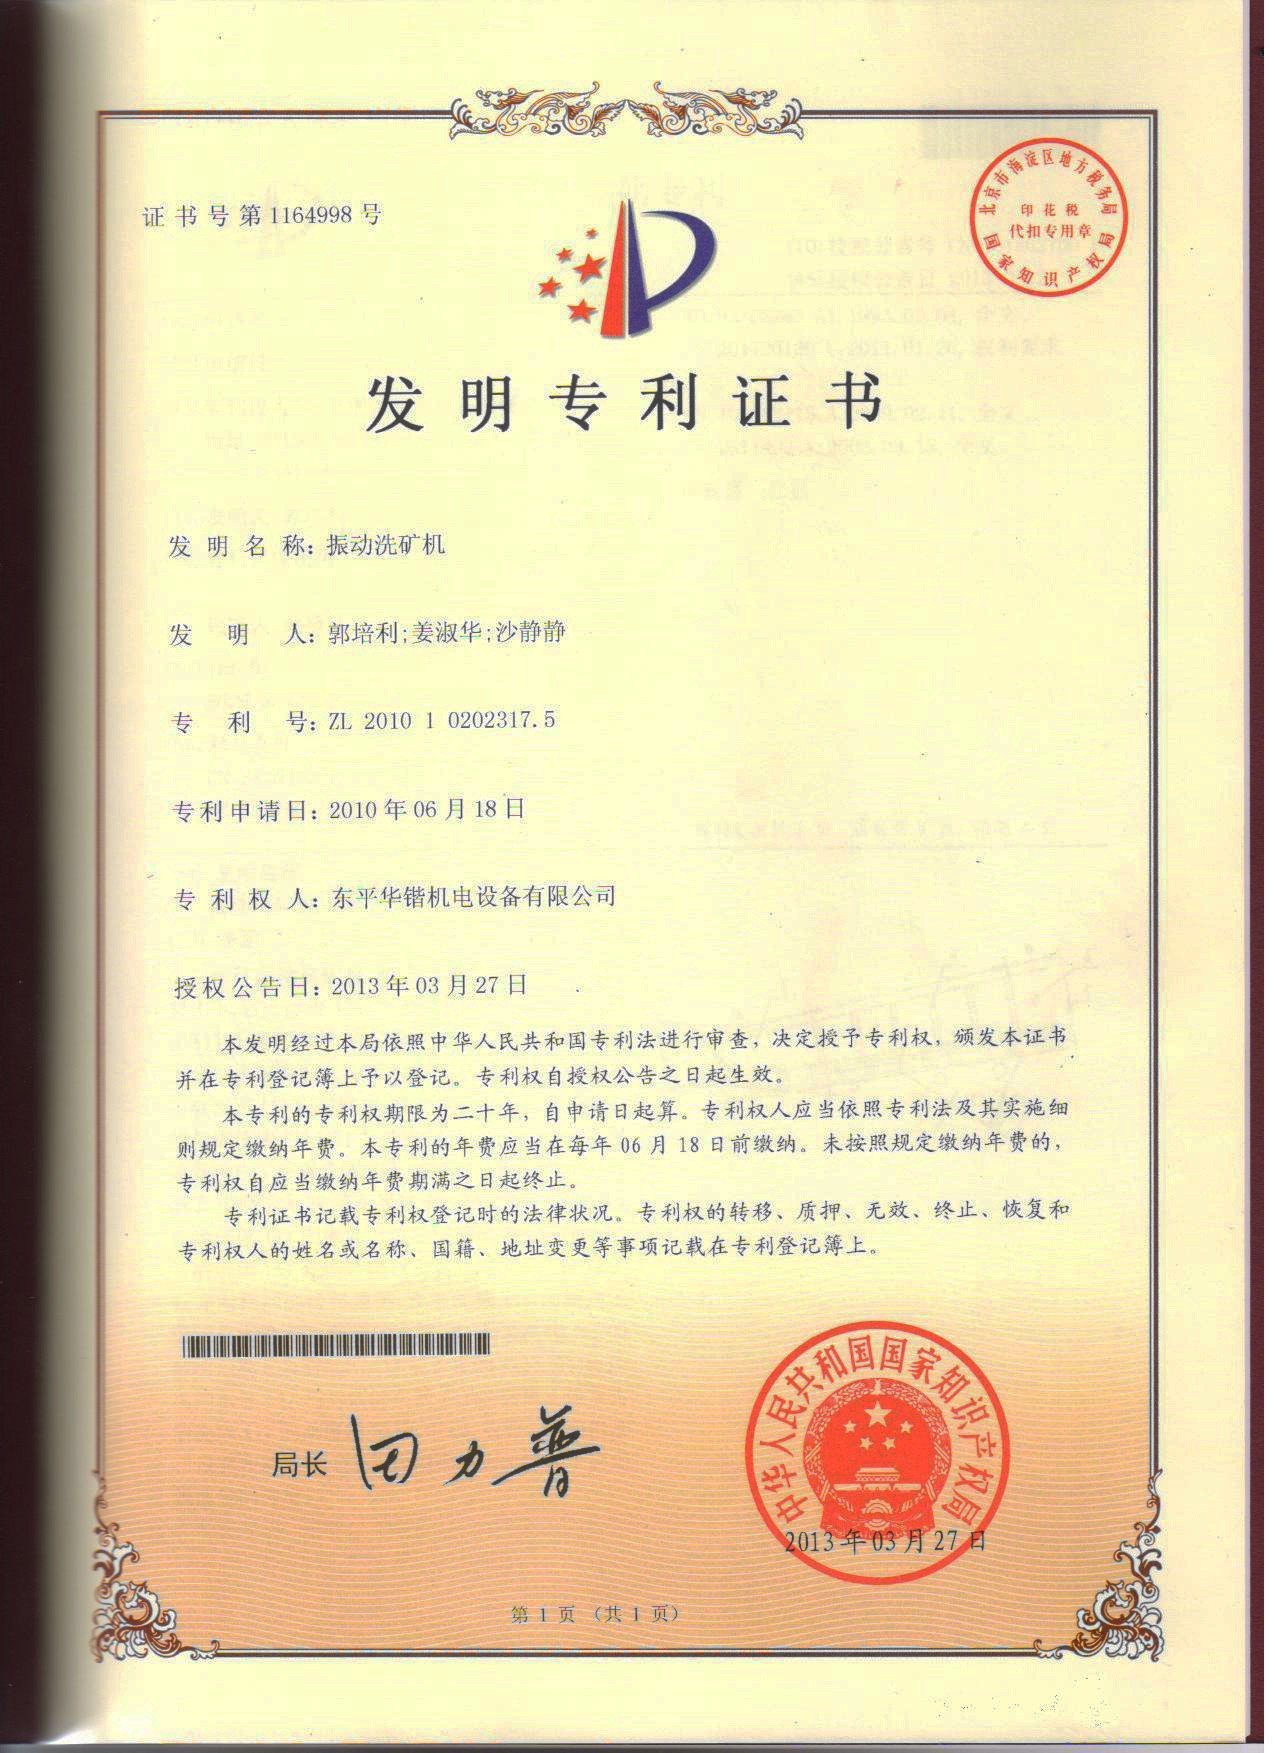 证书号第1164998号
北京市海淀区地方税务局
印花税
代扣专用章
国家知识产权局
发明专利证书
发明名称：振动洗矿机
发明人：郭培利;姜淑华;沙静静
专利号：ZL 2010 1 0202317.5
专利申请日：2010年06月18日
专利权人：东平华锴机电设备有限公司
授权公告日：2013年03月27日
本发明经过本局依照中华人民共和国专利法进行审查，决定授予专利权，颁发本证书
并在专利登记簿上予以登记。专利权自授权公告之日起生效。
本专利的专利权期限为二十年，自申请日起算。专利权人应当依照专利法及其实施细
则规定缴纳年费。本专利的年费应当在每年06月18日前缴纳。未按照规定缴纳年费的，
专利权自应当缴纳年费期满之日起终止。
专利证书记载专利权登记时的法律状况。专利权的转移、质押、无效、终止、恢复和
专利权人的姓名或名称、国籍、地址变更等事项记载在专利登记簿上。
局长 田力普
中华人民共和国国家知识产权局
2013年03月27日
第1页（共1页）